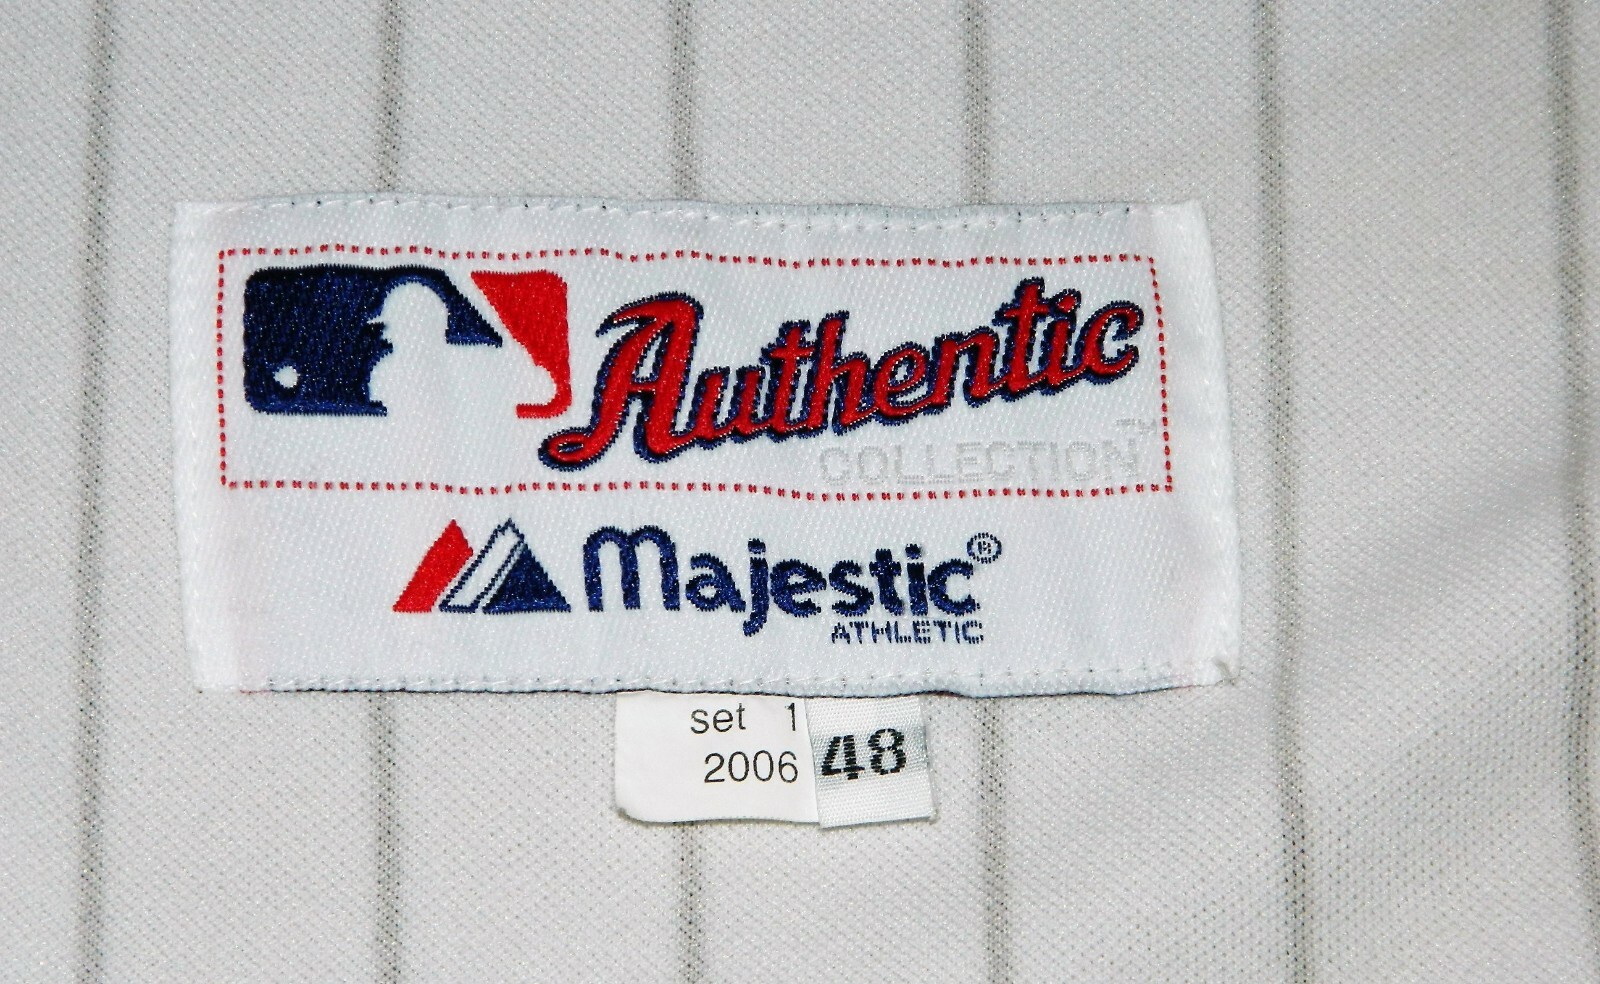 Authentic
COLLECTION™
Majestic®
ATHLETIC
set 1 48
2006